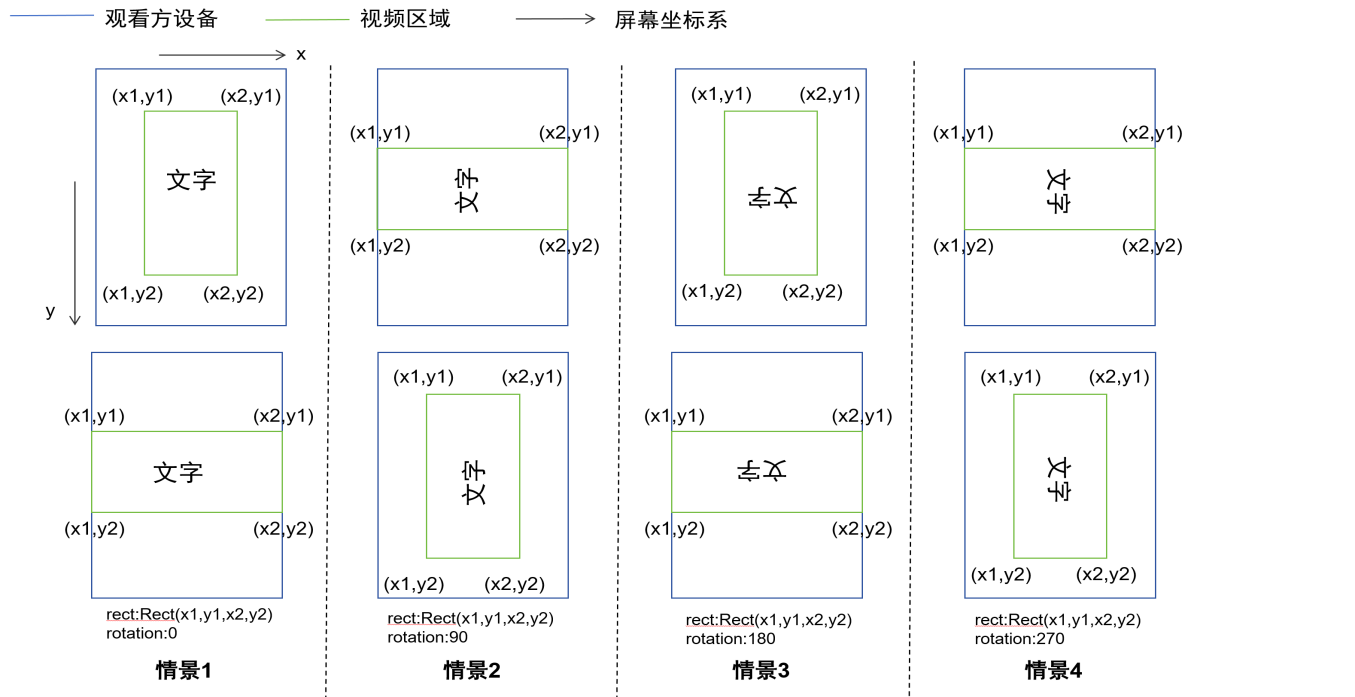 观看方设备 视频区域 屏幕坐标系
x
(x1,y1) (x2,y1) (x1,y1) (x2,y1) (x1,y1) (x2,y1) (x1,y1) (x2,y1)
文字 文字 文字 文字
(x1,y2) (x2,y2) (x1,y2) (x2,y2) (x1,y2) (x2,y2) (x1,y2) (x2,y2)
y
(x1,y1) (x2,y1) (x1,y1) (x2,y1) (x1,y1) (x2,y1) (x1,y1) (x2,y1)
文字 文字 文字 文字
(x1,y2) (x2,y2) (x1,y2) (x2,y2) (x1,y2) (x2,y2) (x1,y2) (x2,y2)
rect:Rect(x1,y1,x2,y2) rect:Rect(x1,y1,x2,y2) rect:Rect(x1,y1,x2,y2) rect:Rect(x1,y1,x2,y2)
rotation:0 rotation:90 rotation:180 rotation:270
情景1 情景2 情景3 情景4